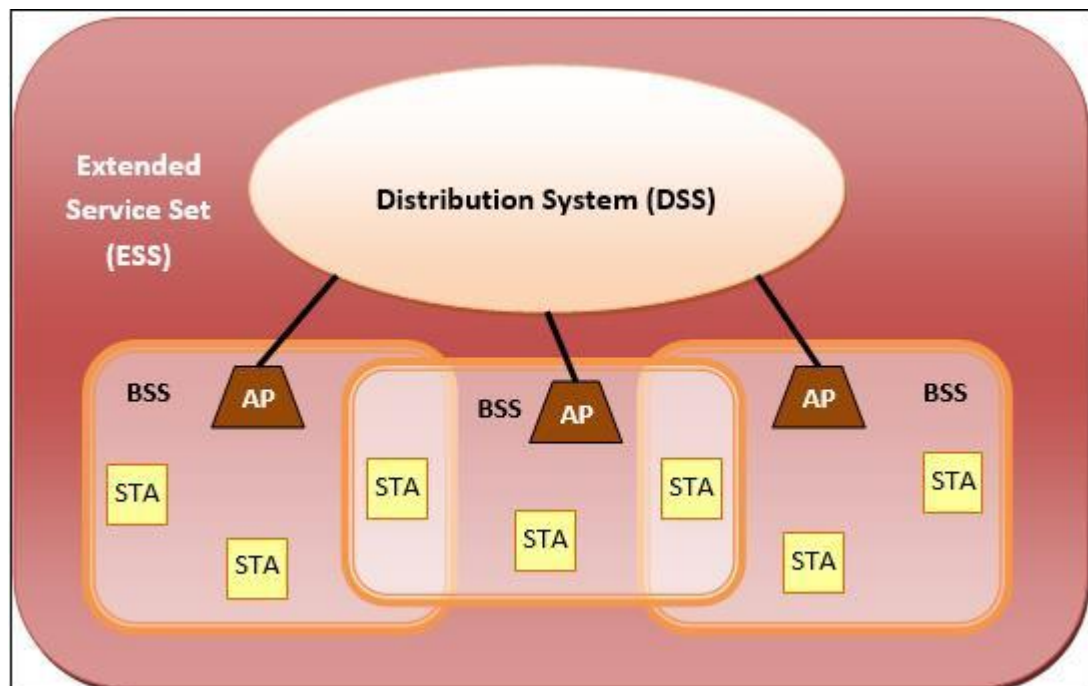 Extended
Service Set
(ESS)
Distribution System (DSS)
BSS
AP
BSS
AP
AP
BSS
STA
STA
STA
STA
STA
STA
STA